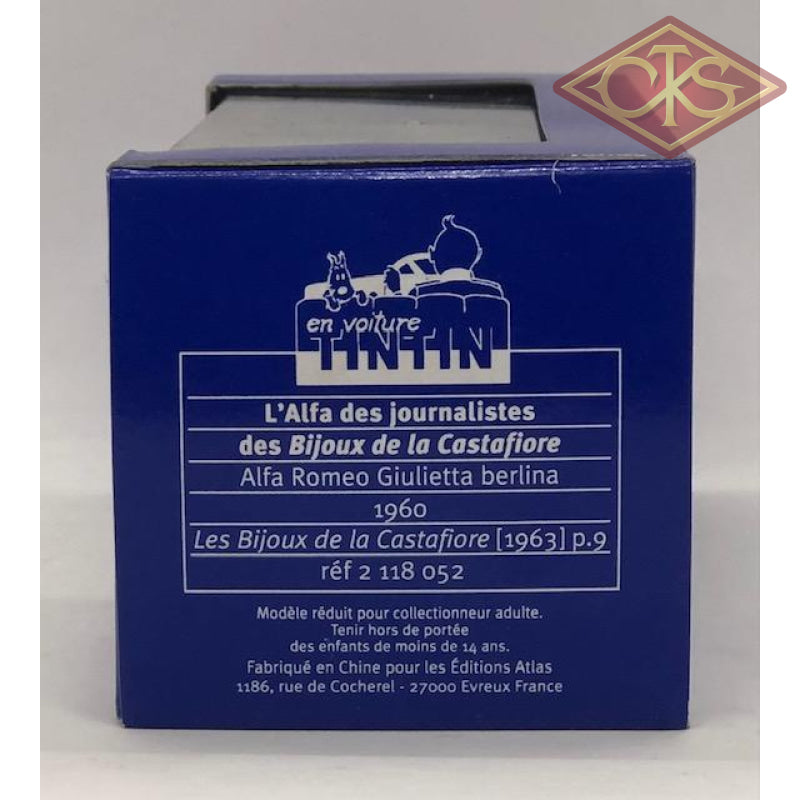 CTS
en voiture
TINTIN
L'Alfa des journalistes
des Bijoux de la Castafiore
Alfa Romeo Giulietta berlina
1960
Les Bijoux de la Castafiore [1963] p.9
réf 2 118 052
Modèle réduit pour collectionneur adulte.
Tenir hors de portée
des enfants de moins de 14 ans.
Fabriqué en Chine pour les Éditions Atlas
1186, rue de Cocherel - 27000 Evreux France